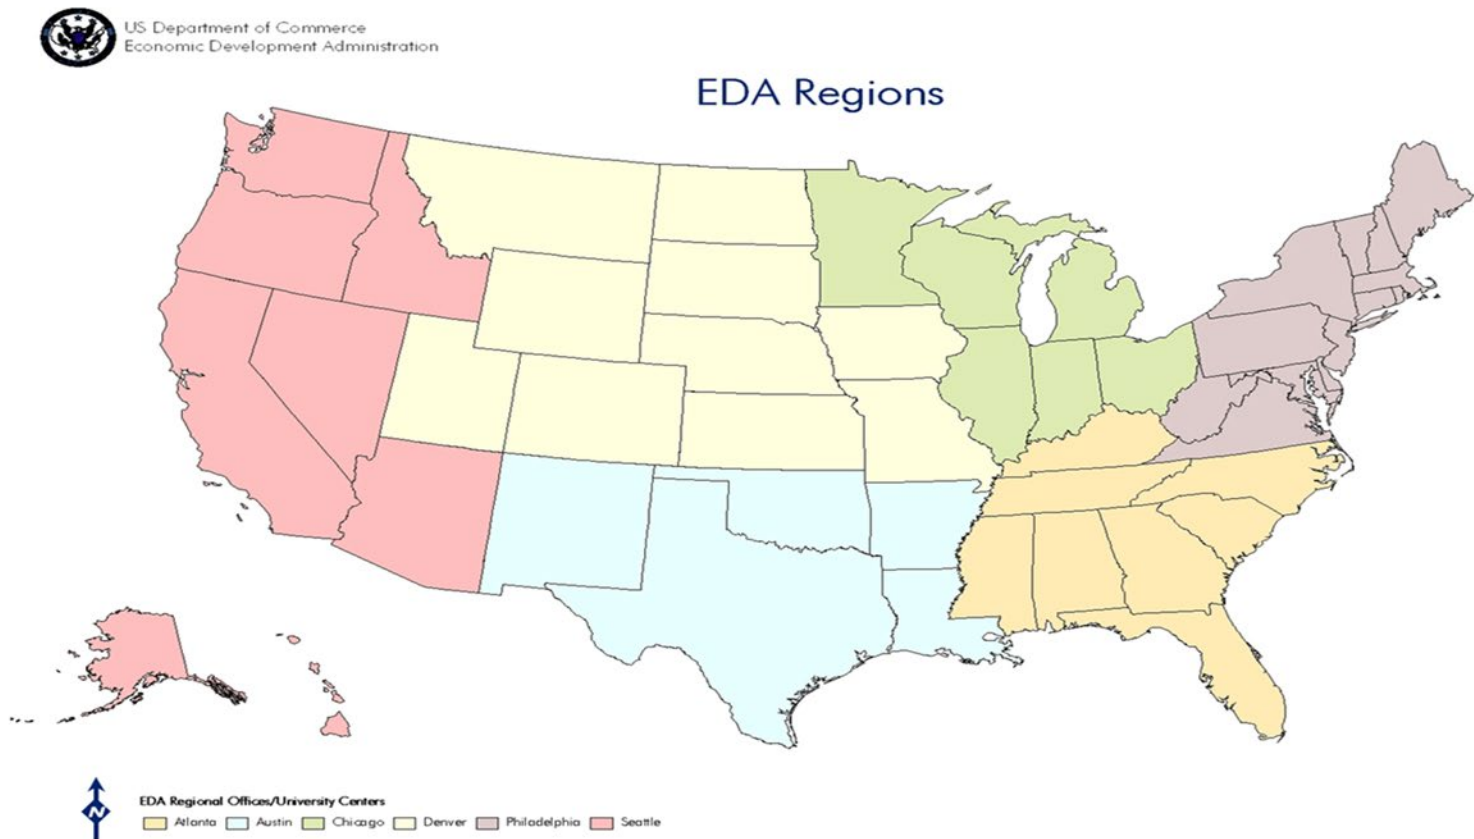 US Department of Commerce
Economic Development Administration
EDA Regions
N
EDA Regional Offices/University Centers
Atlanta Austin Chicago Denver Philadelphia Seattle